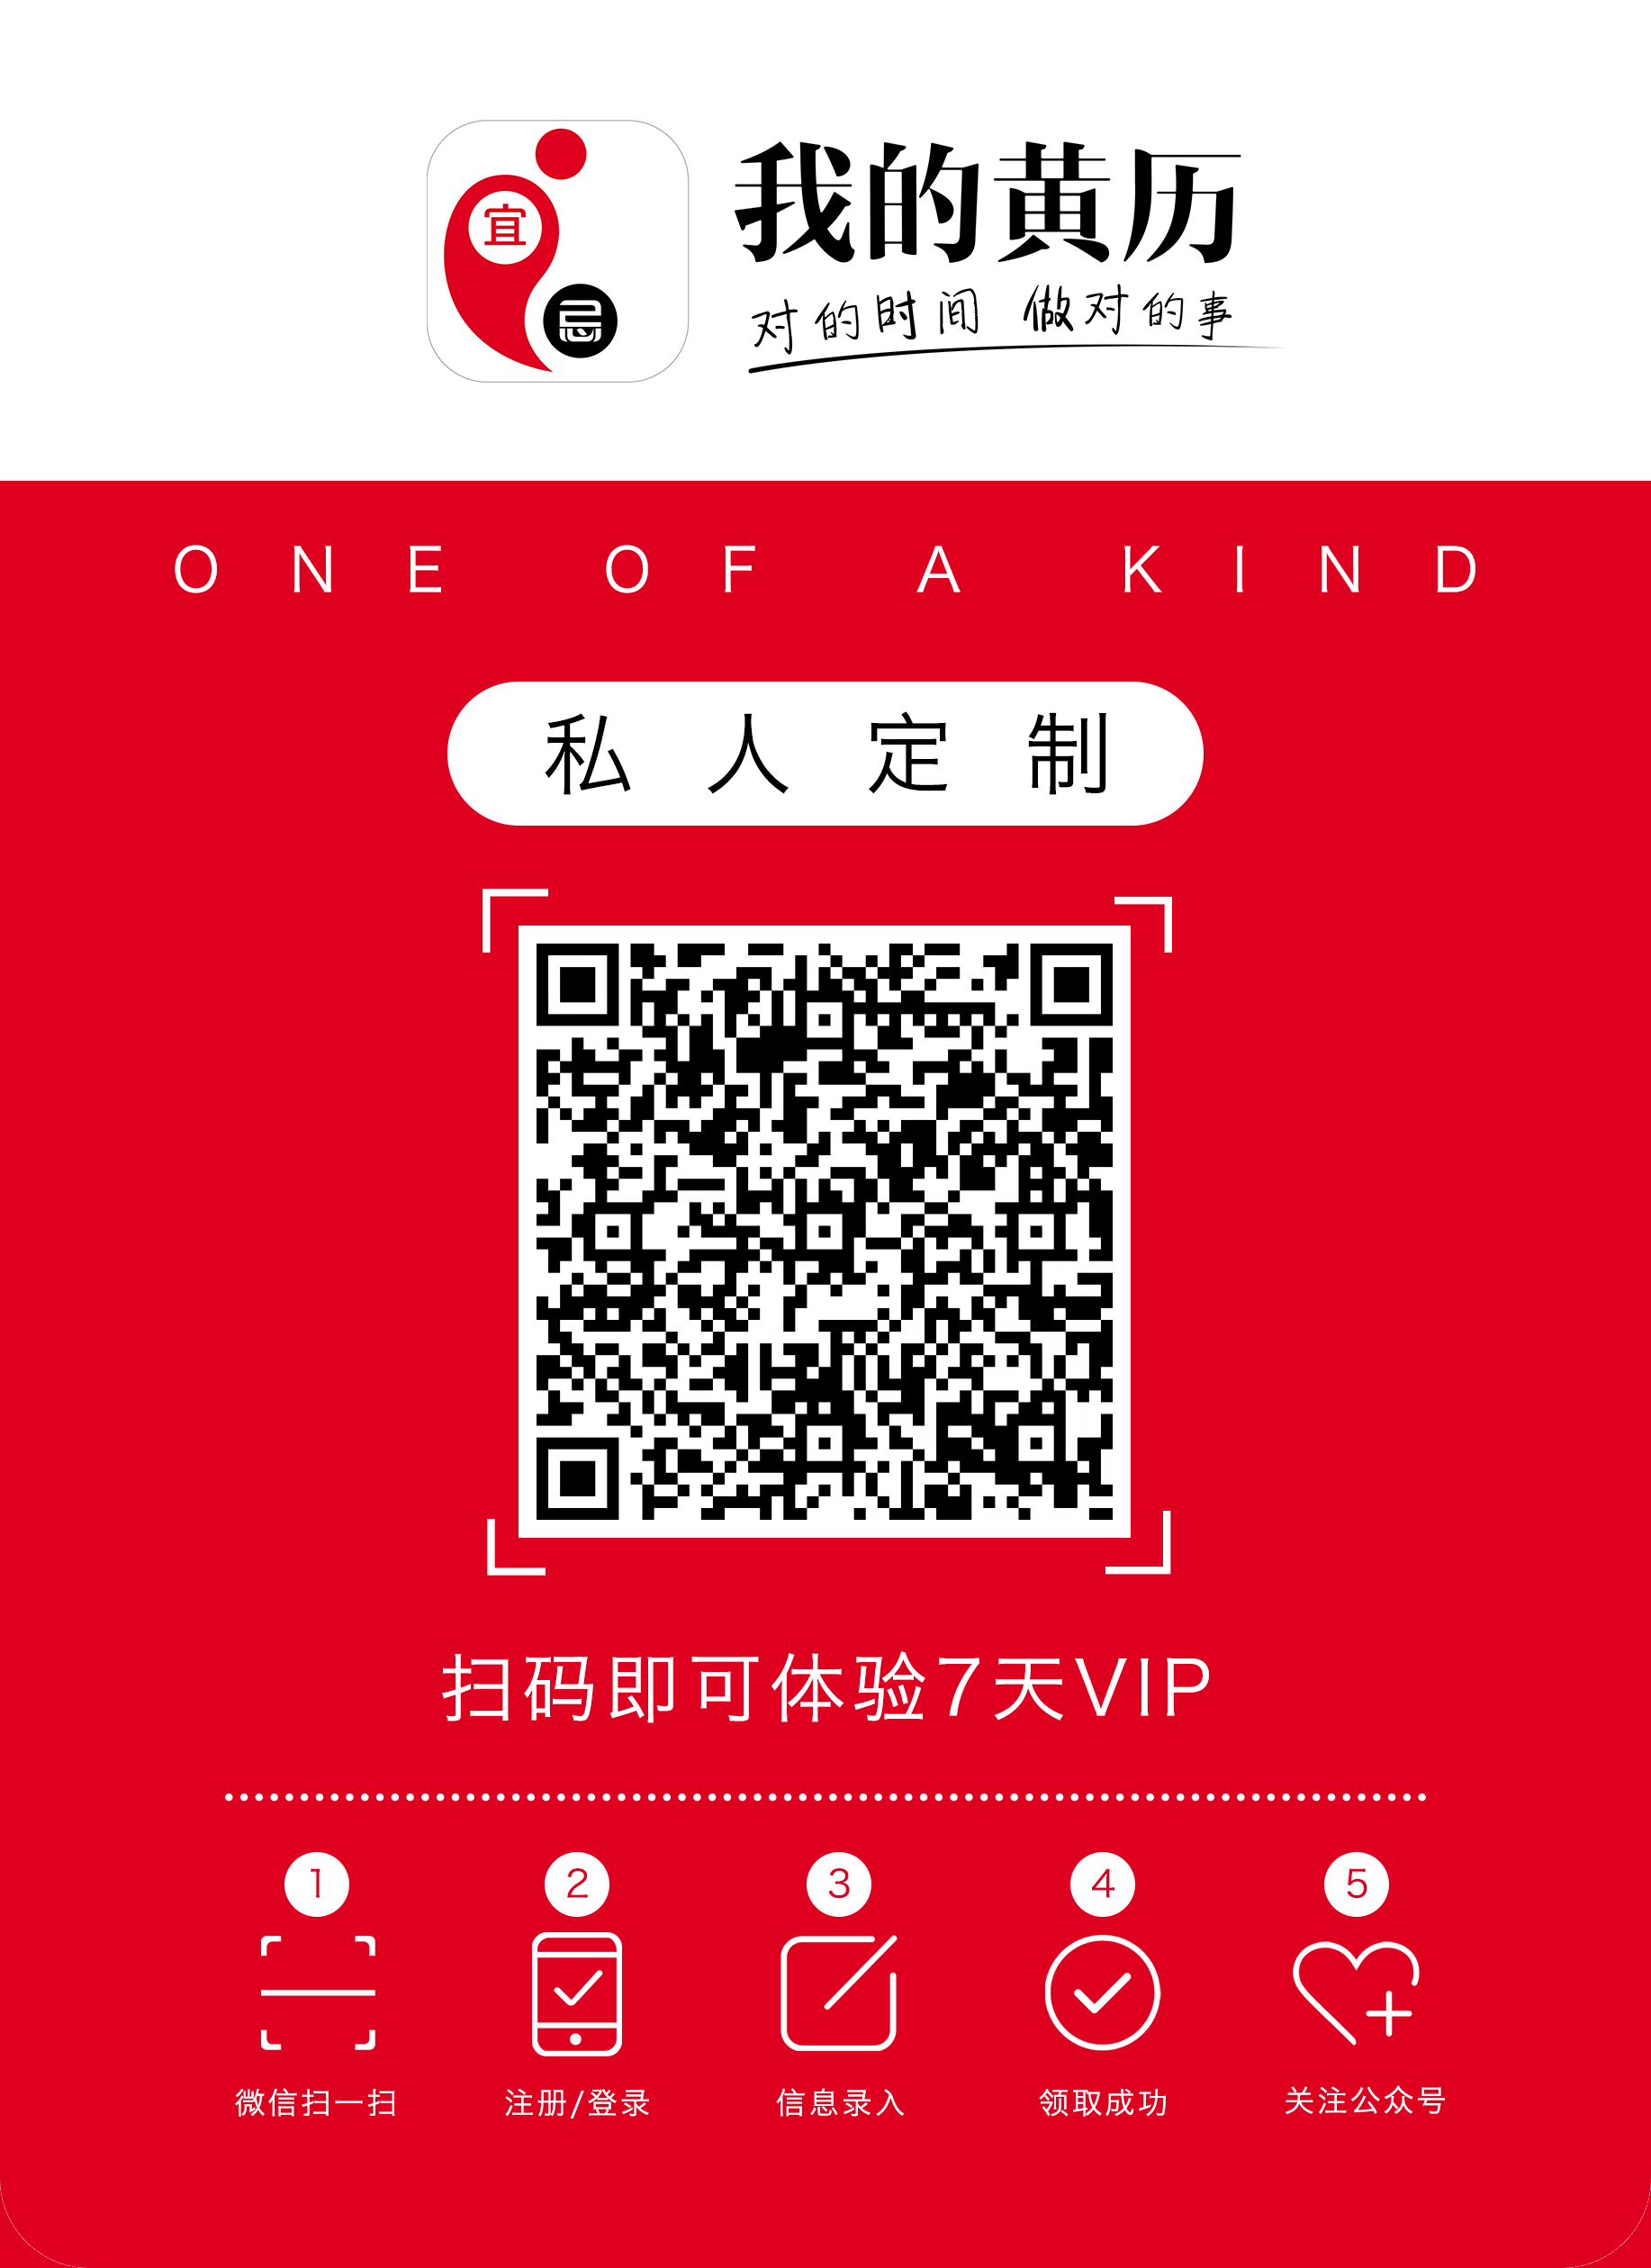 宜
忌
我的黄历
对的时间 做对的事
ONE OF A KIND
私人定制
扫码即可体验7天VIP
1 2 3 4 5
微信扫一扫 注册/登录 信息录入 领取成功 关注公众号